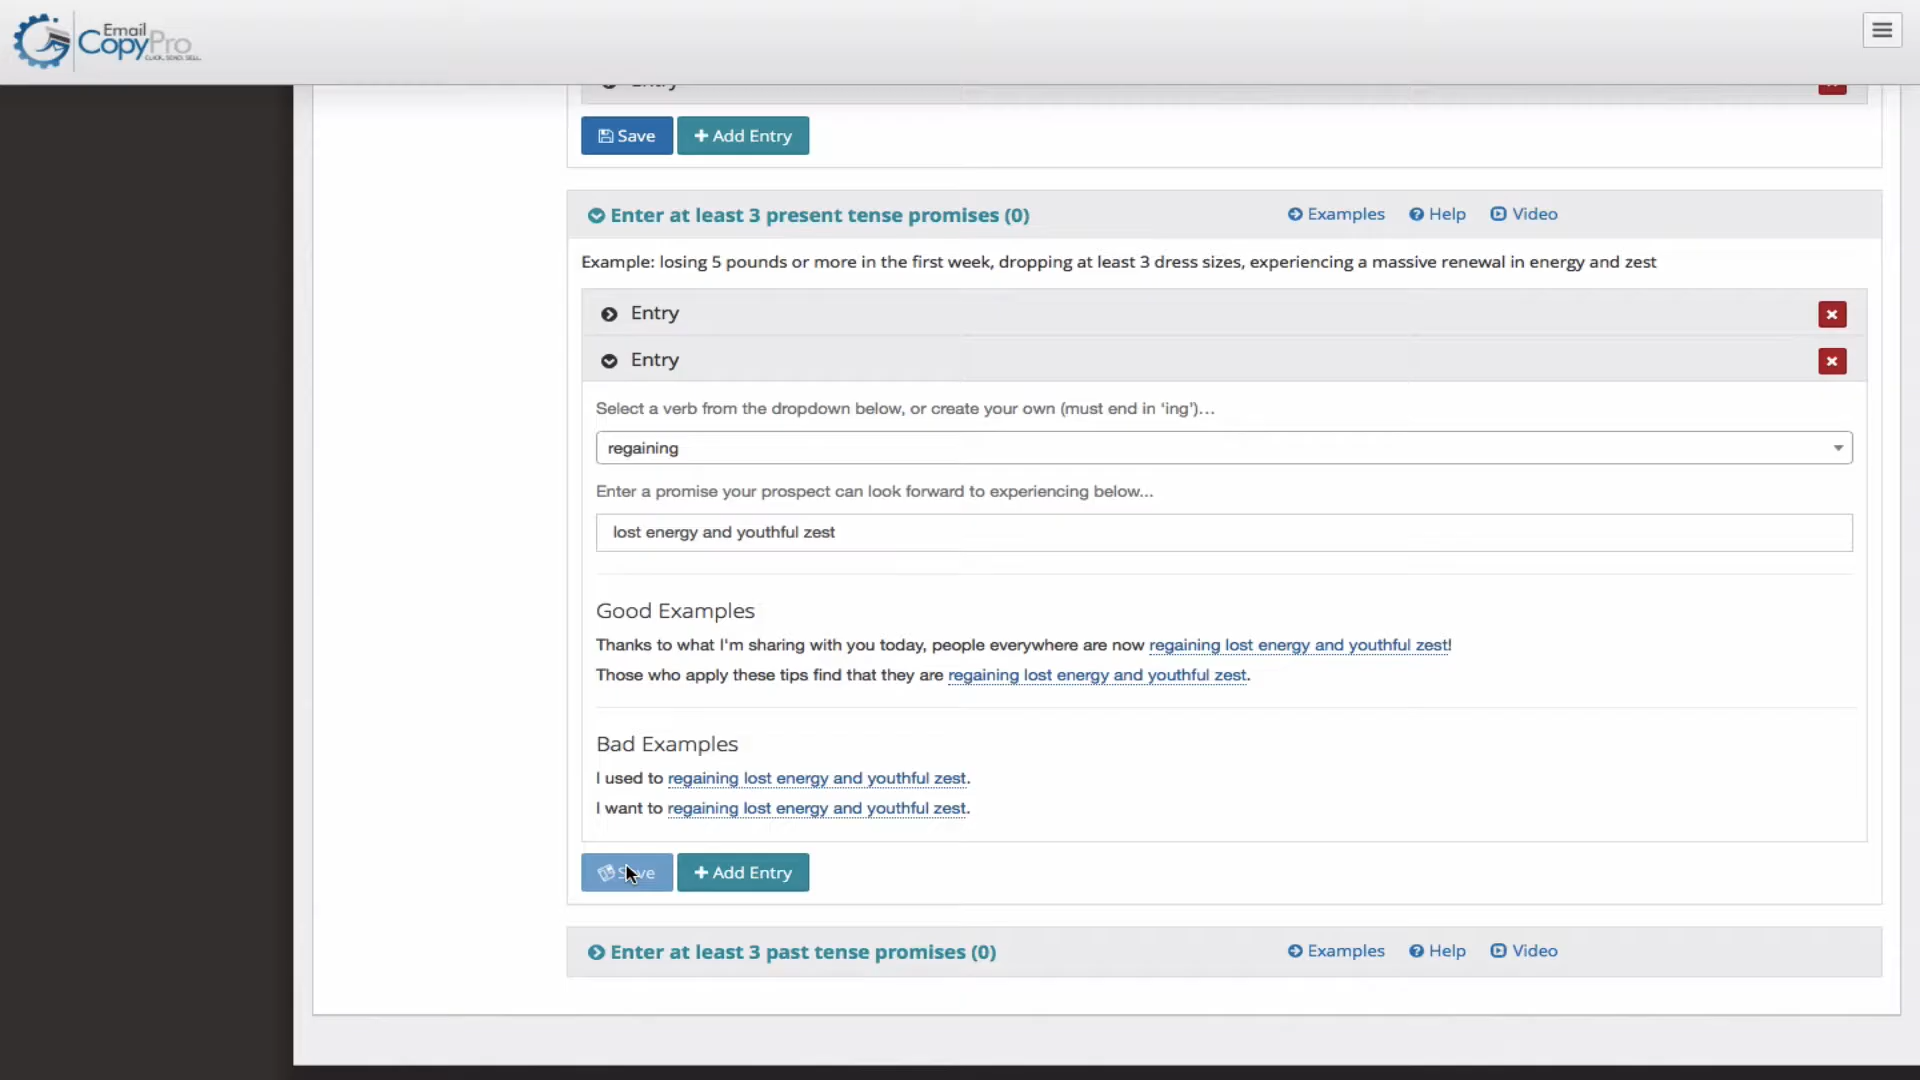 Email
CopyPro
CLICK. SEND. SELL.
Entry
Save
Add Entry
Enter at least 3 present tense promises (0)
Examples
Help
Video
Example: losing 5 pounds or more in the first week, dropping at least 3 dress sizes, experiencing a massive renewal in energy and zest
Entry
Entry
Select a verb from the dropdown below, or create your own (must end in ‘ing’)…
regaining
Enter a promise your prospect can look forward to experiencing below...
lost energy and youthful zest
Good Examples
Thanks to what I'm sharing with you today, people everywhere are now regaining lost energy and youthful zest!
Those who apply these tips find that they are regaining lost energy and youthful zest.
Bad Examples
I used to regaining lost energy and youthful zest.
I want to regaining lost energy and youthful zest.
Save
Add Entry
Enter at least 3 past tense promises (0)
Examples
Help
Video